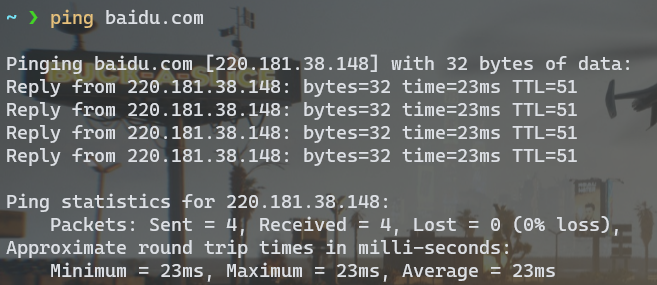 ~ ❯ ping baidu.com
Pinging baidu.com [220.181.38.148] with 32 bytes of data:
BUCK-A-SLICE
Reply from 220.181.38.148: bytes=32 time=23ms TTL=51
Reply from 220.181.38.148: bytes=32 time=23ms TTL=51
Reply from 220.181.38.148: bytes=32 time=23ms TTL=51
Reply from 220.181.38.148: bytes=32 time=23ms TTL=51
Ping statistics for 220.181.38.148:
    Packets: Sent = 4, Received = 4, Lost = 0 (0% loss),
Approximate round trip times in milli-seconds:
    Minimum = 23ms, Maximum = 23ms, Average = 23ms